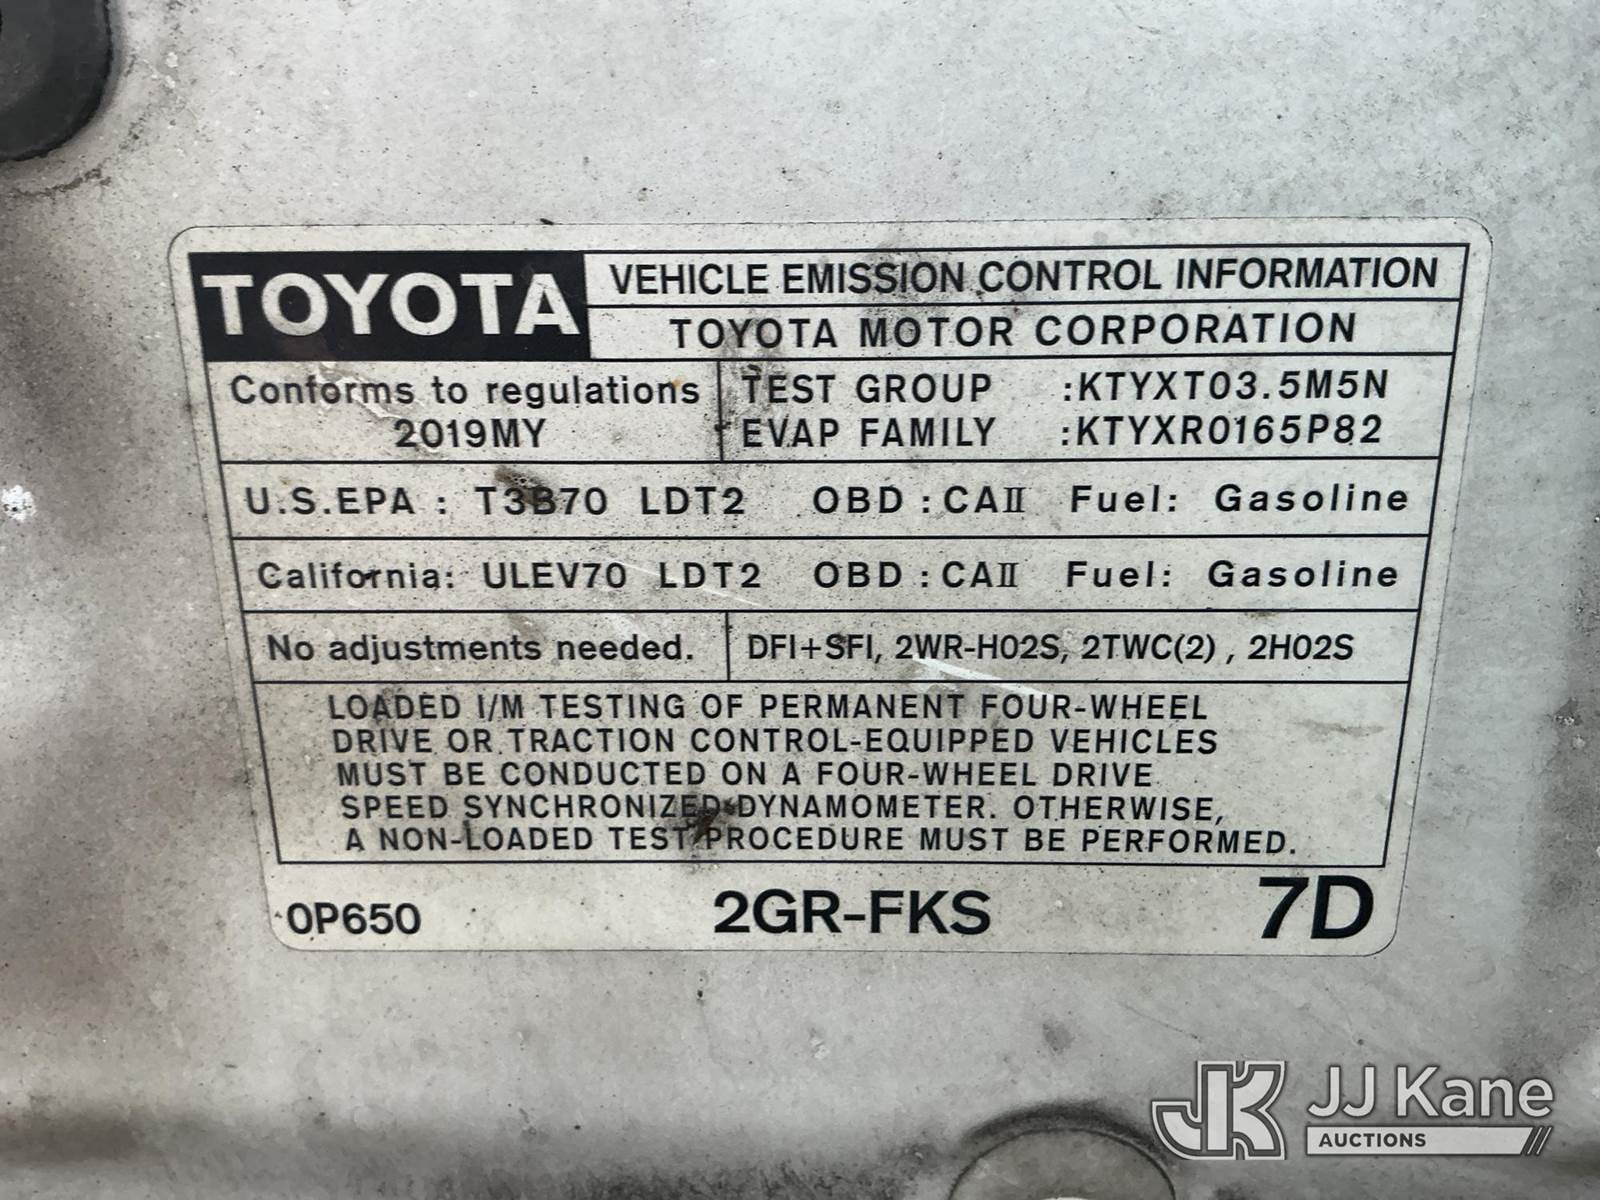 TOYOTA
VEHICLE EMISSION CONTROL INFORMATION
TOYOTA MOTOR CORPORATION
Conforms to regulations
2019MY
TEST GROUP :KTYXT03.5M5N
EVAP FAMILY :KTYXR0165P82
U.S.EPA : T3B70 LDT2 OBD : CAII Fuel: Gasoline
California: ULEV70 LDT2 OBD : CAII Fuel: Gasoline
No adjustments needed.
DFI+SFI, 2WR-HO2S, 2TWC(2) , 2HO2S
LOADED I/M TESTING OF PERMANENT FOUR-WHEEL
DRIVE OR TRACTION CONTROL-EQUIPPED VEHICLES
MUST BE CONDUCTED ON A FOUR-WHEEL DRIVE
SPEED SYNCHRONIZED DYNAMOMETER. OTHERWISE,
A NON-LOADED TEST PROCEDURE MUST BE PERFORMED.
0P650 2GR-FKS 7D
JK JJ Kane
AUCTIONS